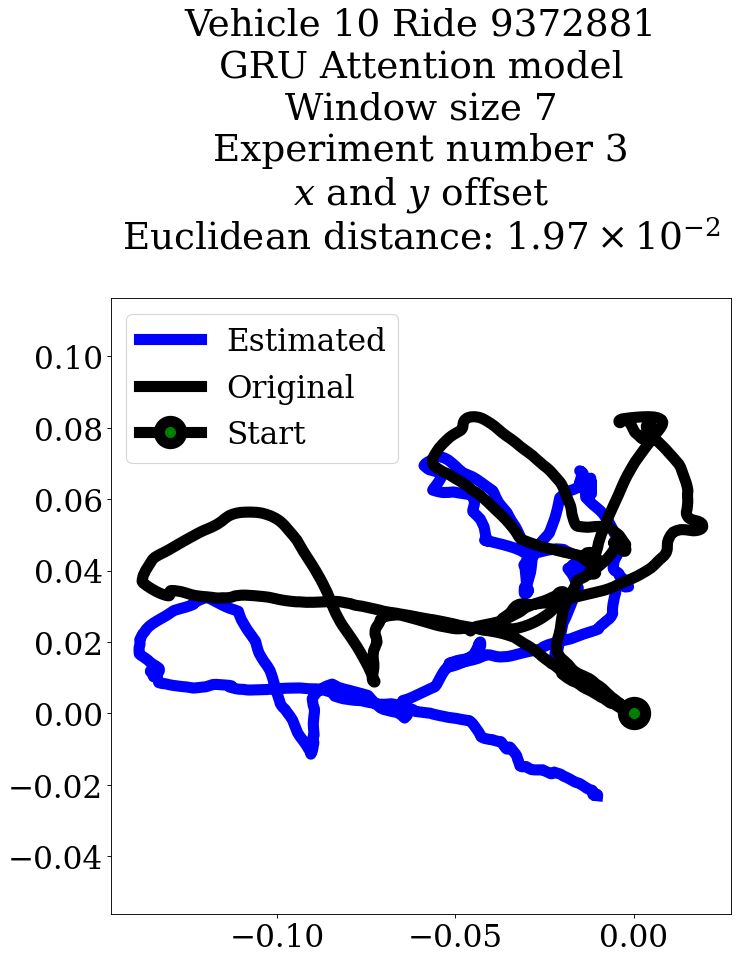 Vehicle 10 Ride 9372881
GRU Attention model
Window size 7
Experiment number 3
x and y offset
Euclidean distance: 1.97 × 10⁻²
Estimated
Original
Start
0.10
0.08
0.06
0.04
0.02
0.00
−0.02
−0.04
−0.10 −0.05 0.00